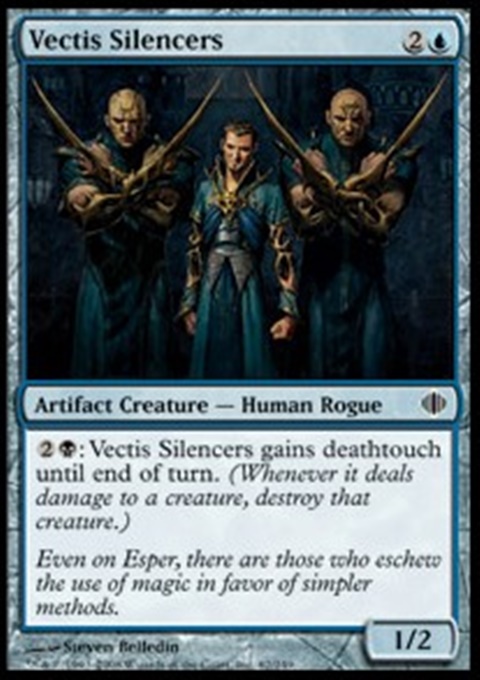 Vectis Silencers 2
Artifact Creature — Human Rogue
2: Vectis Silencers gains deathtouch
until end of turn. (Whenever it deals
damage to a creature, destroy that
creature.)
Even on Esper, there are those who eschew
the use of magic in favor of simpler
methods.
Steven Belledin
1/2